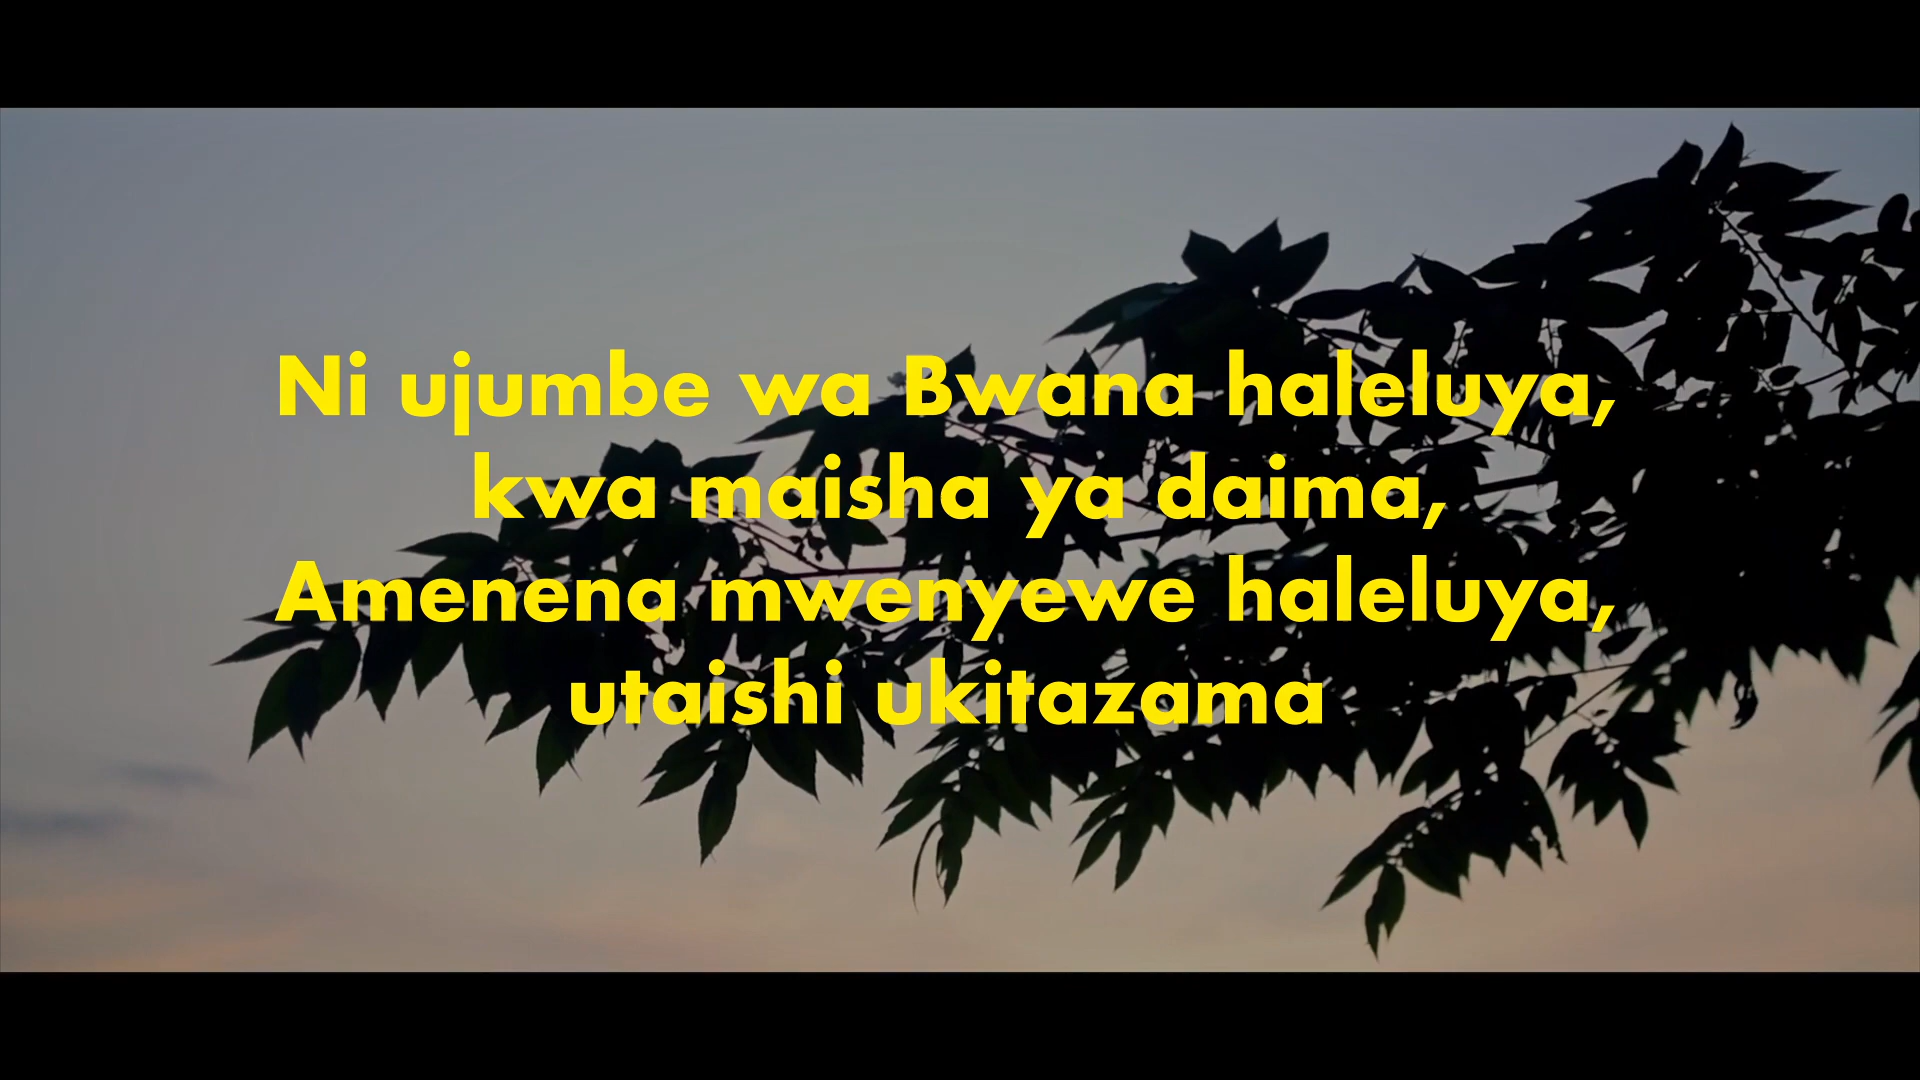 Ni ujumbe wa Bwana haleluya,
kwa maisha ya daima,
Amenena mwenyewe haleluya,
utaishi ukitazama